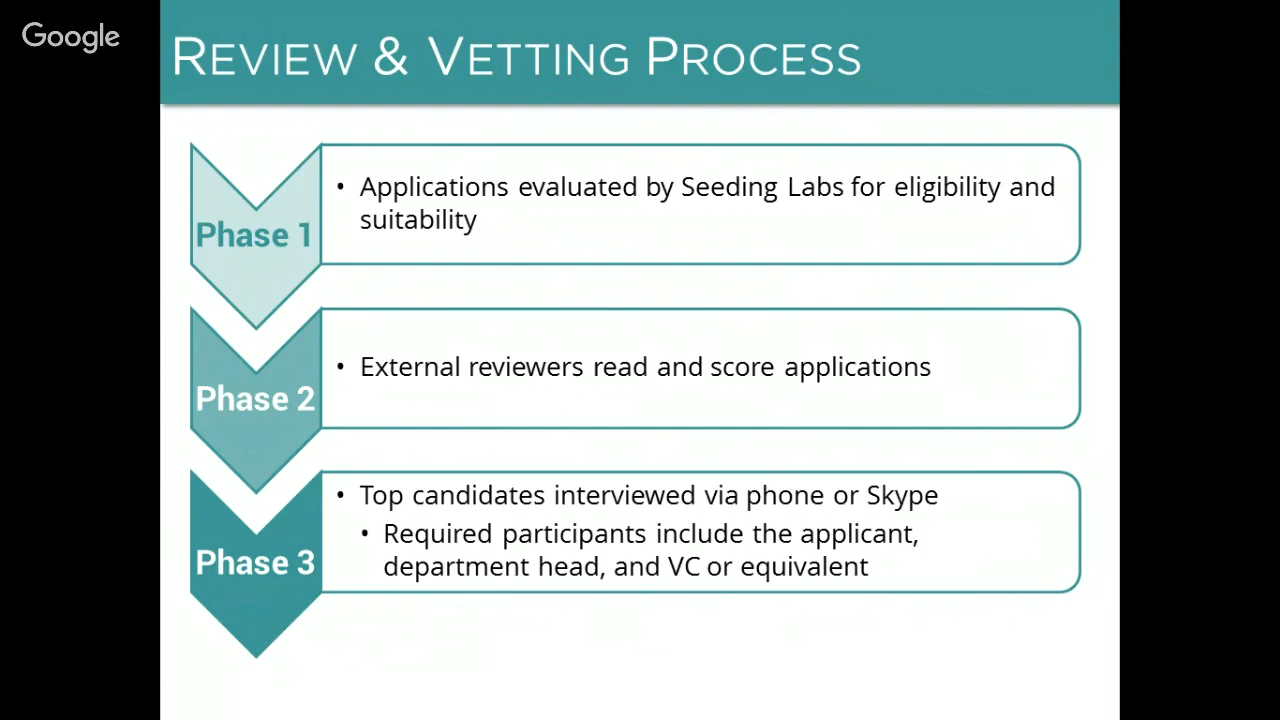 Google
REVIEW & VETTING PROCESS
Phase 1
• Applications evaluated by Seeding Labs for eligibility and
suitability
Phase 2
• External reviewers read and score applications
Phase 3
• Top candidates interviewed via phone or Skype
• Required participants include the applicant,
department head, and VC or equivalent